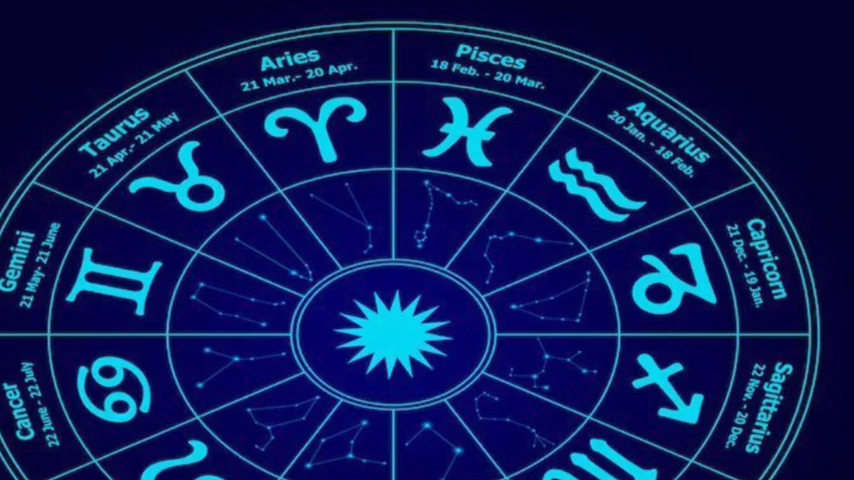 Aries
21 Mar.- 20 Apr.
Pisces
18 Feb. - 20 Mar.
Taurus
21 Apr.- 21 May
Aquarius
20 Jan. - 18 Feb.
Gemini
21 May- 21 June
Capricorn
21 Dec. - 19 Jan.
Cancer
22 June - 22 July
Sagittarius
22 Nov. - 20 Dec.